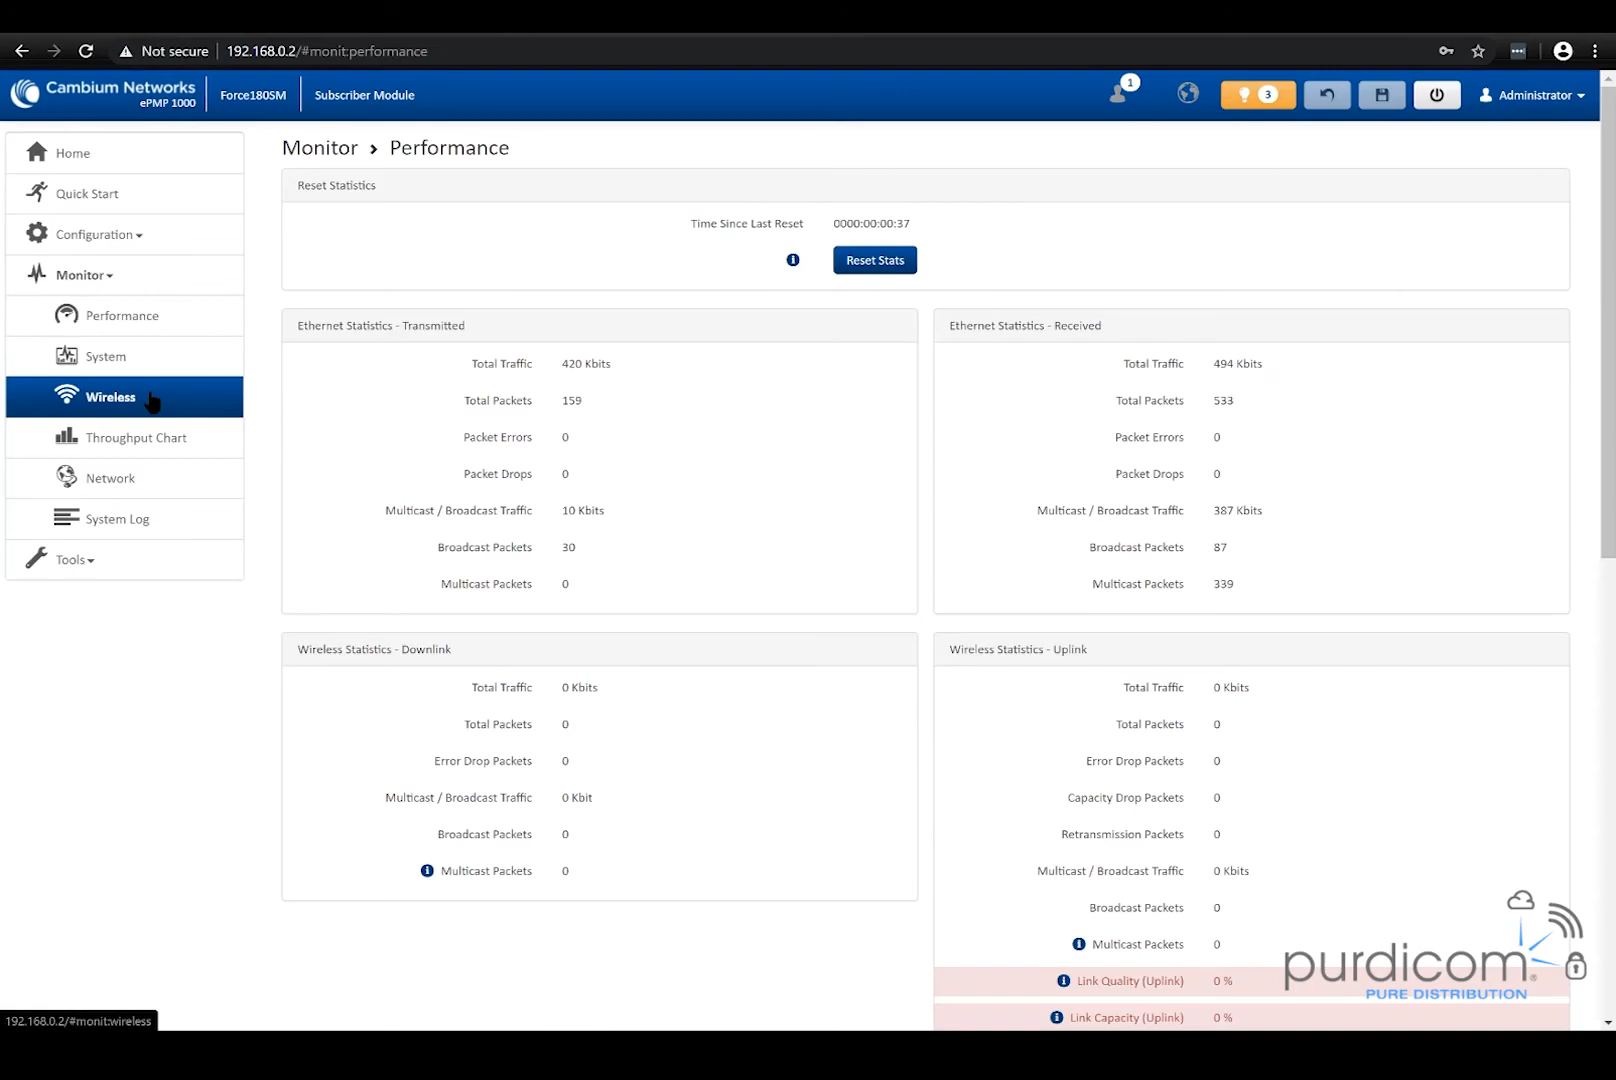 Not secure 192.168.0.2/#monit:performance
Cambium Networks
ePMP 1000
Force180SM
Subscriber Module
1
3
Administrator
Home
Quick Start
Configuration
Monitor
Performance
System
Wireless
Throughput Chart
Network
System Log
Tools
Monitor > Performance
Reset Statistics
Time Since Last Reset 0000:00:00:37
Reset Stats
Ethernet Statistics - Transmitted
Total Traffic 420 Kbits
Total Packets 159
Packet Errors 0
Packet Drops 0
Multicast / Broadcast Traffic 10 Kbits
Broadcast Packets 30
Multicast Packets 0
Ethernet Statistics - Received
Total Traffic 494 Kbits
Total Packets 533
Packet Errors 0
Packet Drops 0
Multicast / Broadcast Traffic 387 Kbits
Broadcast Packets 87
Multicast Packets 339
Wireless Statistics - Downlink
Total Traffic 0 Kbits
Total Packets 0
Error Drop Packets 0
Multicast / Broadcast Traffic 0 Kbit
Broadcast Packets 0
Multicast Packets 0
Wireless Statistics - Uplink
Total Traffic 0 Kbits
Total Packets 0
Error Drop Packets 0
Capacity Drop Packets 0
Retransmission Packets 0
Multicast / Broadcast Traffic 0 Kbits
Broadcast Packets 0
Multicast Packets 0
Link Quality (Uplink) 0 %
Link Capacity (Uplink) 0 %
purdicom
PURE DISTRIBUTION
192.168.0.2/#monit:wireless